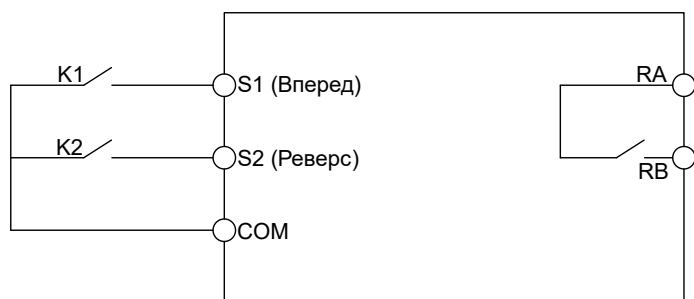 K1
S1 (Вперед)
RA
K2
S2 (Реверс)
RB
COM